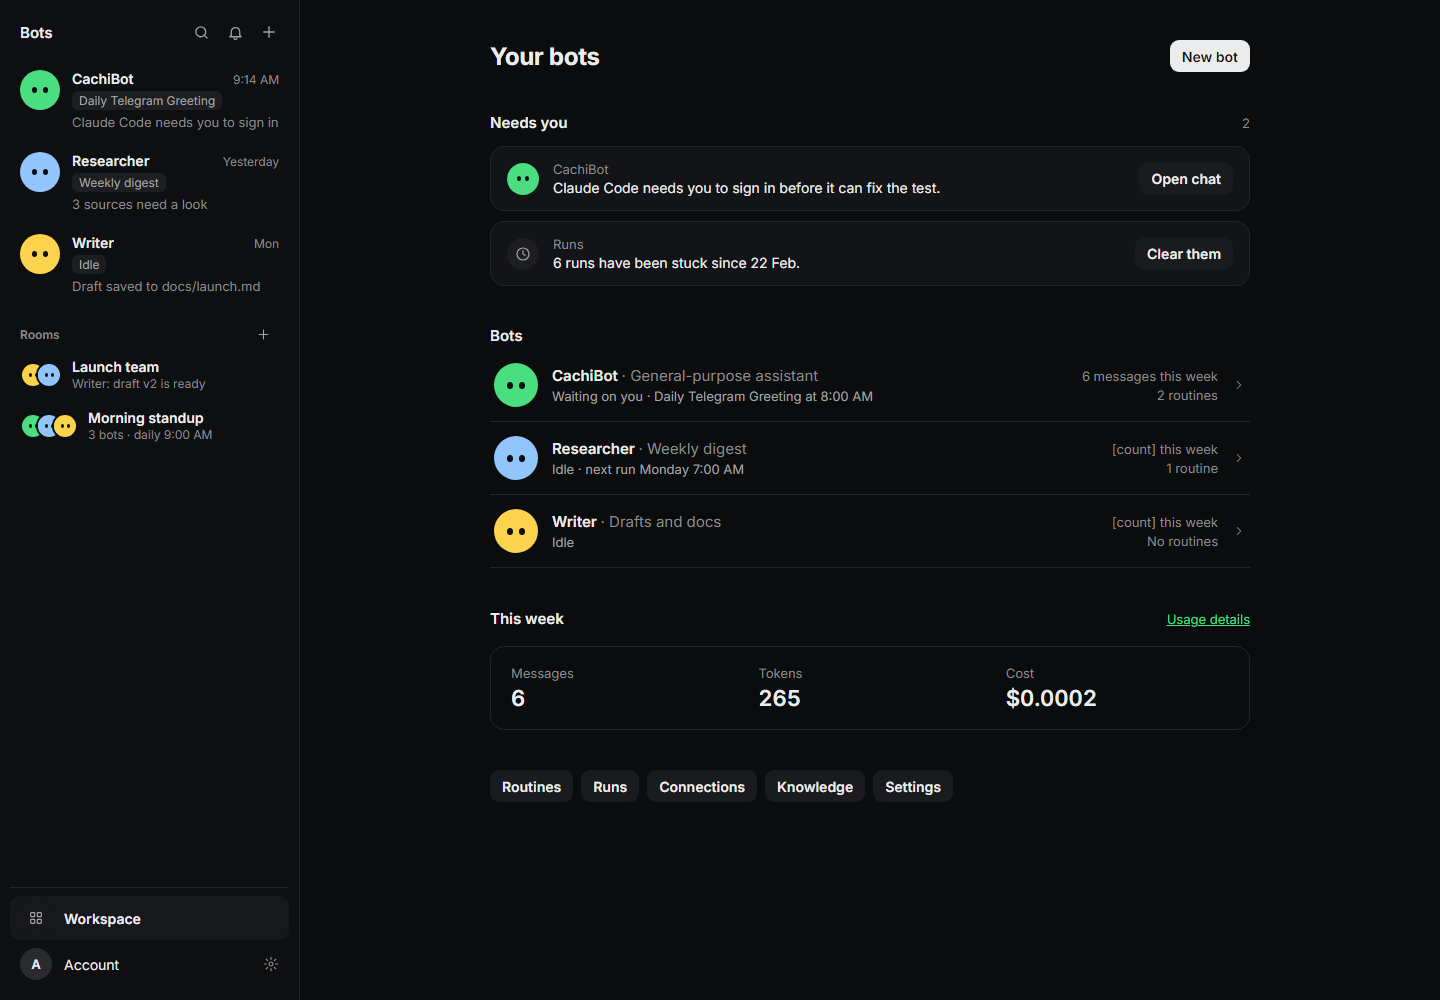 Bots
CachiBot
9:14 AM
Daily Telegram Greeting
Claude Code needs you to sign in
Researcher
Yesterday
Weekly digest
3 sources need a look
Writer
Mon
Idle
Draft saved to docs/launch.md
Rooms
Launch team
Writer: draft v2 is ready
Morning standup
3 bots · daily 9:00 AM
Workspace
A
Account
Your bots
New bot
Needs you
2
CachiBot
Claude Code needs you to sign in before it can fix the test.
Open chat
Runs
6 runs have been stuck since 22 Feb.
Clear them
Bots
CachiBot · General-purpose assistant
Waiting on you · Daily Telegram Greeting at 8:00 AM
6 messages this week
2 routines
Researcher · Weekly digest
Idle · next run Monday 7:00 AM
[count] this week
1 routine
Writer · Drafts and docs
Idle
[count] this week
No routines
This week
Usage details
Messages
6
Tokens
265
Cost
$0.0002
Routines
Runs
Connections
Knowledge
Settings